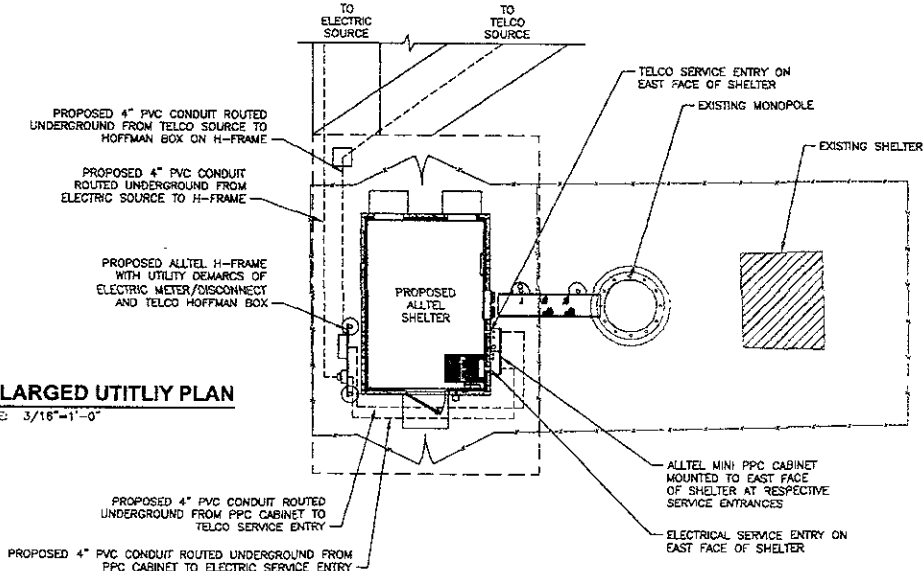 TO
ELECTRIC
SOURCE
TO
TELCO
SOURCE
TELCO SERVICE ENTRY ON
EAST FACE OF SHELTER
EXISTING MONOPOLE
EXISTING SHELTER
PROPOSED 4" PVC CONDUIT ROUTED
UNDERGROUND FROM TELCO SOURCE TO
HOFFMAN BOX ON H-FRAME
PROPOSED 4" PVC CONDUIT
ROUTED UNDERGROUND FROM
ELECTRIC SOURCE TO H-FRAME
PROPOSED ALLTEL H-FRAME
WITH UTILITY DEMARCS OF
ELECTRIC METER/DISCONNECT
AND TELCO HOFFMAN BOX
PROPOSED
ALLTEL
SHELTER
LARGED UTITLIY PLAN
E: 3/16"-1'-0"
ALLTEL MINI PPC CABINET
MOUNTED TO EAST FACE
OF SHELTER AT RESPECTIVE
SERVICE ENTRANCES
ELECTRICAL SERVICE ENTRY ON
EAST FACE OF SHELTER
PROPOSED 4" PVC CONDUIT ROUTED
UNDERGROUND FROM PPC CABINET TO
TELCO SERVICE ENTRY
PROPOSED 4" PVC CONDUIT ROUTED UNDERGROUND FROM
PPC CABINET TO ELECTRIC SERVICE ENTRY